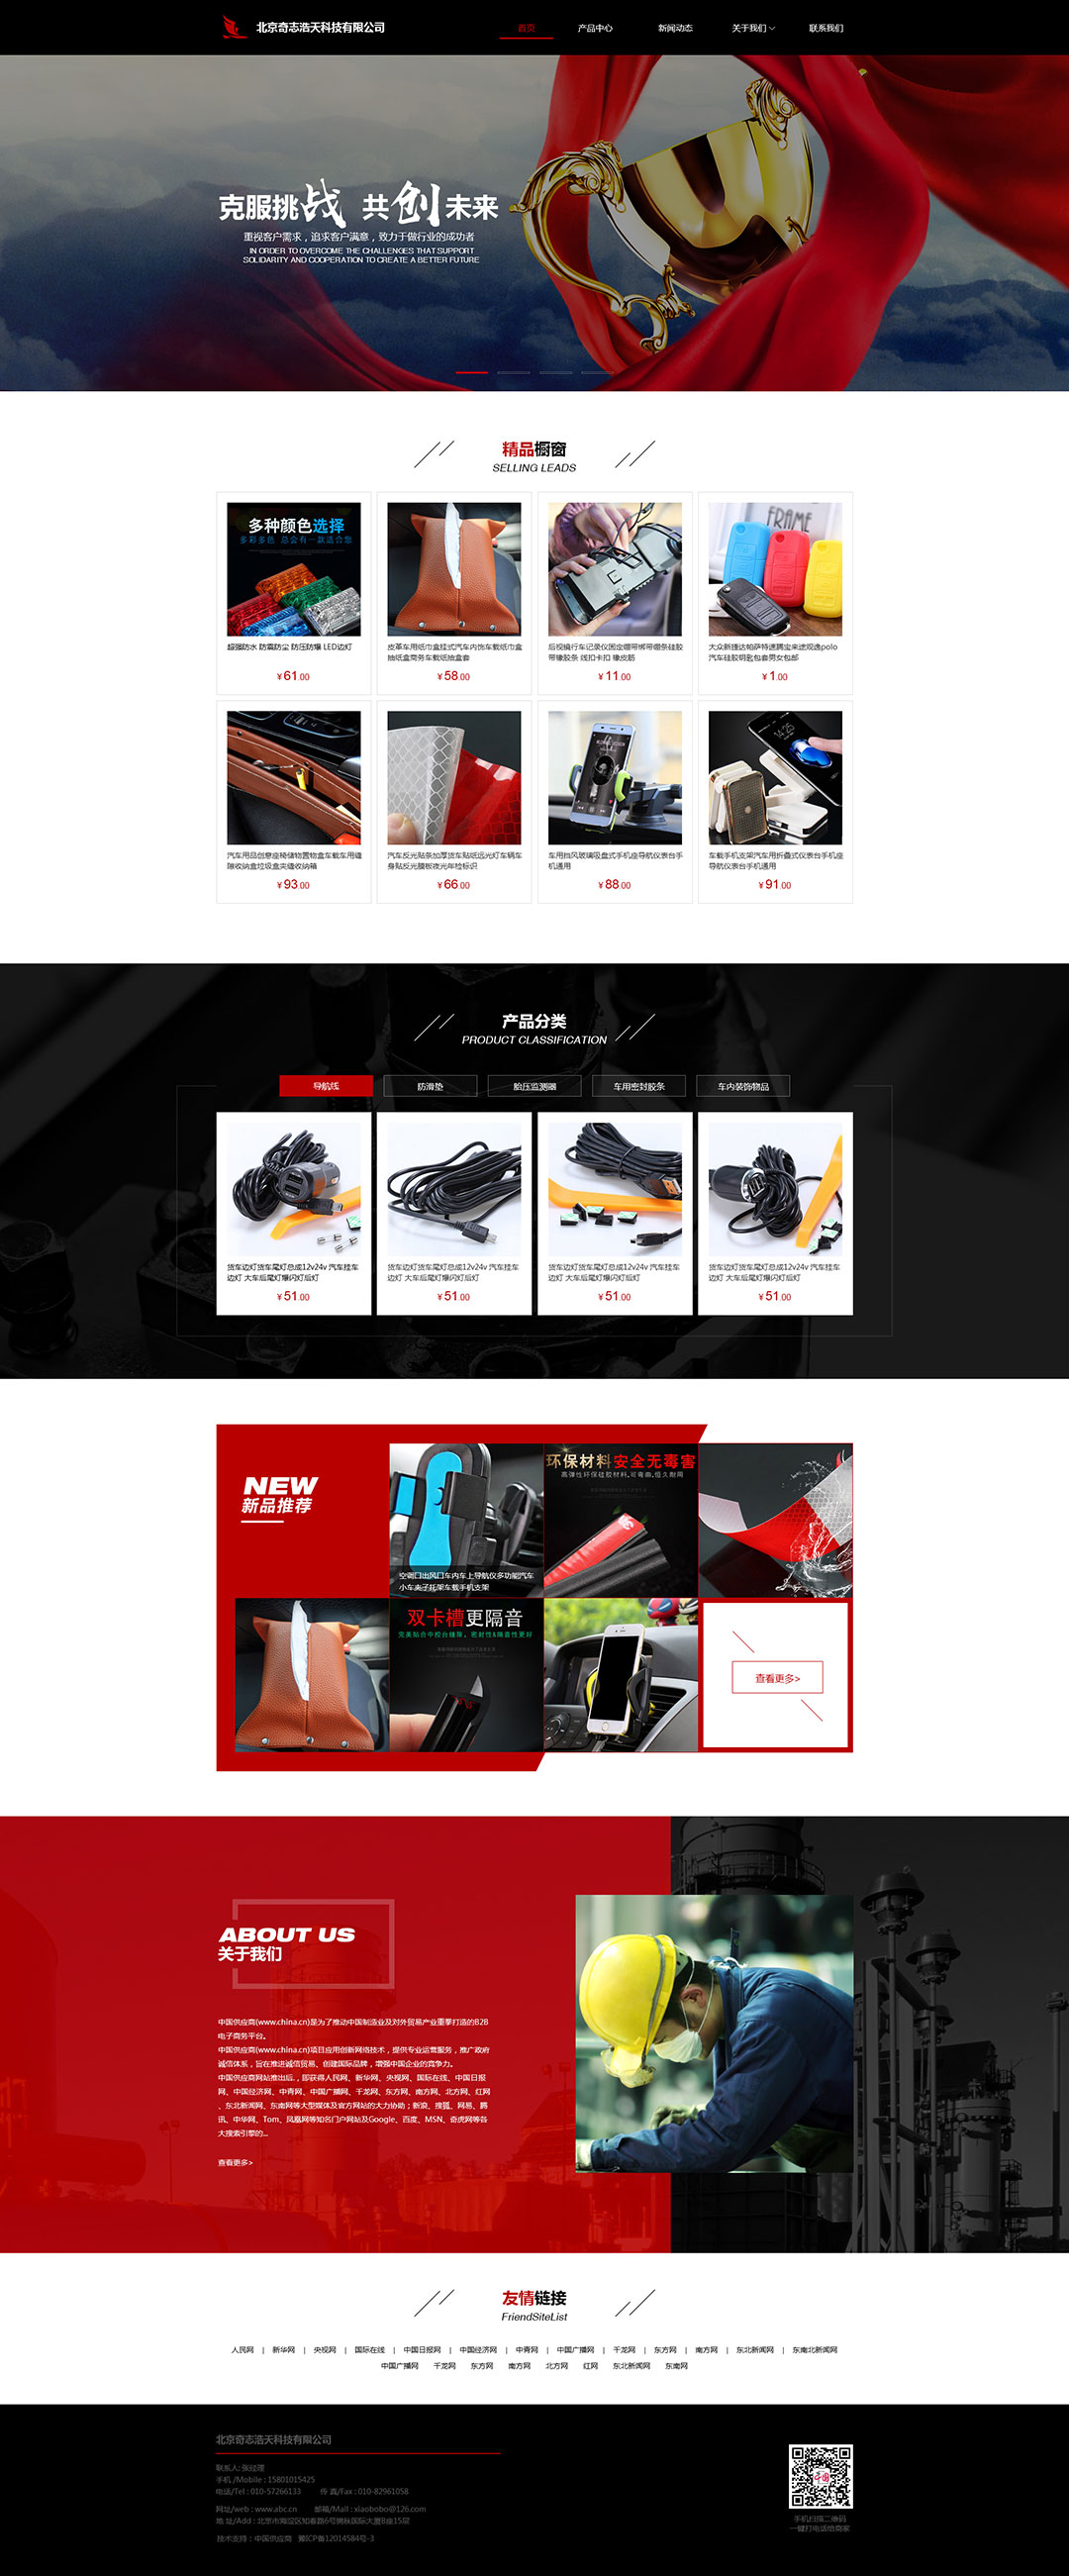 北京奇志浩天科技有限公司
首页 产品中心 新闻动态 关于我们 联系我们
克服挑战 共创未来
重视客户需求，追求客户满意，致力于做行业的成功者
IN ORDER TO OVERCOME THE CHALLENGES THAT SUPPORT
SOLIDARITY AND COOPERATION TO CREATE A BETTER FUTURE
精品橱窗
SELLING LEADS
多种颜色选择
多彩多色 总会有一款适合您
FRAME
超强防水 防震防尘 防压防爆 LED边灯
¥61.00
皮革车用纸巾盒挂式汽车内饰车载纸巾盒
抽纸盒商务车载纸抽盒套
¥58.00
后视镜行车记录仪固定绷带绑带绷条硅胶
带橡胶条 线扣卡扣 橡皮筋
¥11.00
大众新捷达帕萨特速腾宝来途观逸polo
汽车硅胶钥匙包套男女包邮
¥1.00
14:25
汽车用品创意座椅储物置物盒车载车用缝
隙收纳盒垃圾盒夹缝收纳箱
¥93.00
汽车反光贴条加厚货车贴纸远光灯车辆车
身贴反光膜板夜光年检标识
¥66.00
车用挡风玻璃吸盘式手机座导航仪表台手
机通用
¥88.00
车载手机支架汽车用折叠式仪表台手机座
导航仪表台手机通用
¥91.00
产品分类
PRODUCT CLASSIFICATION
导航线 防滑垫 胎压监测器 车用密封胶条 车内装饰物品
货车边灯货车尾灯总成12v24v 汽车挂车
边灯 大车后尾灯爆闪灯后灯
¥51.00
货车边灯货车尾灯总成12v24v 汽车挂车
边灯 大车后尾灯爆闪灯后灯
¥51.00
货车边灯货车尾灯总成12v24v 汽车挂车
边灯 大车后尾灯爆闪灯后灯
¥51.00
货车边灯货车尾灯总成12v24v 汽车挂车
边灯 大车后尾灯爆闪灯后灯
¥51.00
NEW
新品推荐
空调口出风口车内车上导航仪多功能汽车
小车夹子托架车载手机支架
环保材料安全无毒害
高弹性环保硅胶材料,可弯曲,恒久耐用
3M
双卡槽更隔音
完美贴合中控台缝隙，密封性&隔音性更好
查看更多>
ABOUT US
关于我们
中国供应商(www.china.cn)是为了推动中国制造业及对外贸易产业重拳打造的B2B
电子商务平台。
中国供应商(www.china.cn)项目应用创新网络技术，提供专业运营服务，推广政府
诚信体系，旨在推进诚信贸易、创建国际品牌，增强中国企业的竞争力。
中国供应商网站推出后，, 即获得人民网、新华网、央视网、国际在线、中国日报
网、中国经济网、中青网、中国广播网、千龙网、东方网、南方网、北方网、红网
、东北新闻网、东南网等大型媒体及官方网站的大力协助；新浪、搜狐、网易、腾
讯、中华网、Tom、凤凰网等知名门户网站及Google、百度、MSN、奇虎网等各
大搜索引擎的...
查看更多>
友情链接
FriendSiteList
人民网 | 新华网 | 央视网 | 国际在线 | 中国日报网 | 中国经济网 | 中青网 | 中国广播网 | 千龙网 | 东方网 | 南方网 | 东北新闻网 | 东南北新闻网
中国广播网 千龙网 东方网 南方网 北方网 红网 东北新闻网 东南网
北京奇志浩天科技有限公司
联系人: 张经理
手机 /Mobile : 15801015425
电话/Tel : 010-57266133 传 真/Fax : 010-82961058
网址/web : www.abc.cn 邮箱/Mail : xiaobobo@126.com
地 址/Add : 北京市海淀区知春路6号锦秋国际大厦B座15层
技术支持：中国供应商 豫ICP备12014584号-3
手机扫描二维码
一键打电话给商家